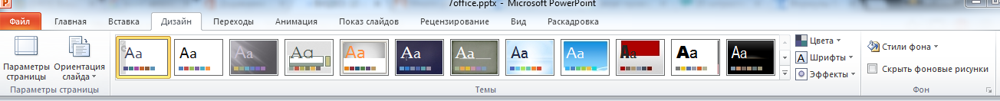 7office.pptx - Microsoft PowerPoint
Файл Главная Вставка Дизайн Переходы Анимация Показ слайдов Рецензирование Вид Раскадровка
Aa Aa Aa Aa Aa Aa Aa Aa Aa Aa Aa Aa
Параметры страницы
Ориентация слайда
Цвета
Шрифты
Эффекты
Стили фона
Скрыть фоновые рисунки
Параметры страницы Темы Фон